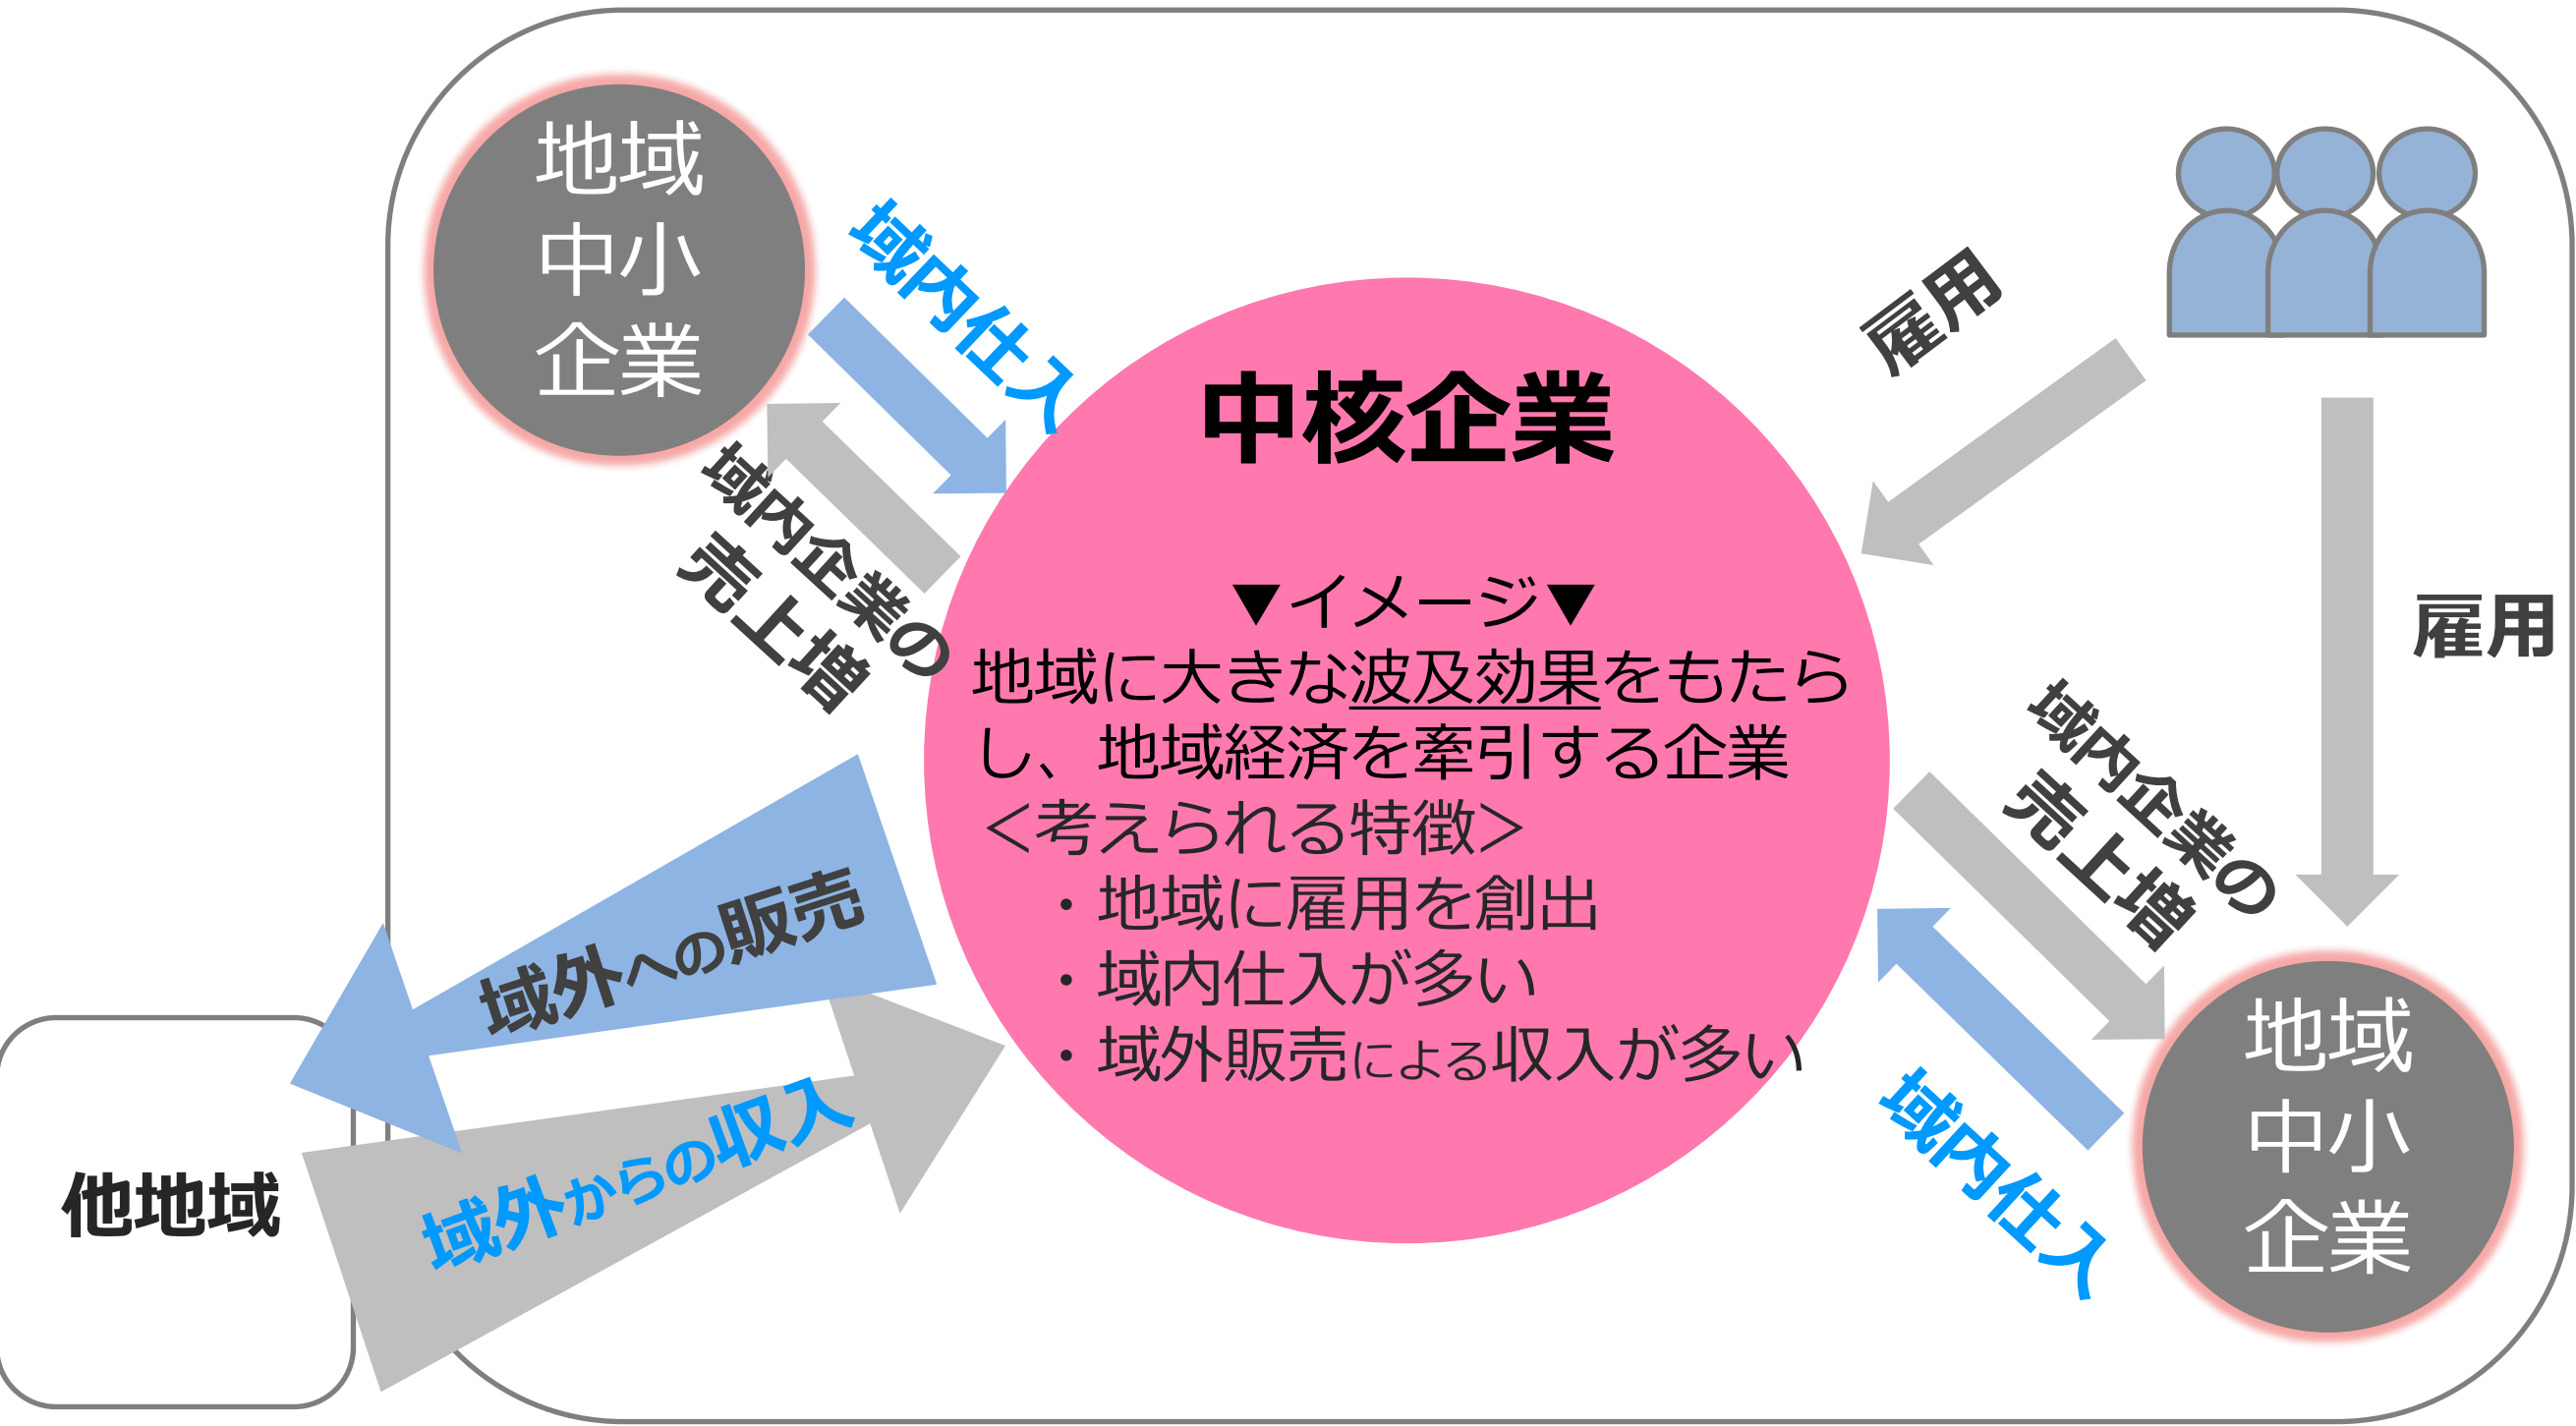 地域
中小
企業
域内仕入
域内企業の
売上増
雇用
雇用
中核企業
▼イメージ▼
地域に大きな波及効果をもたら
し、地域経済を牽引する企業
＜考えられる特徴＞
・地域に雇用を創出
・域内仕入が多い
・域外販売による収入が多い
域内企業の
売上増
域内仕入
地域
中小
企業
域外への販売
域外からの収入
他地域